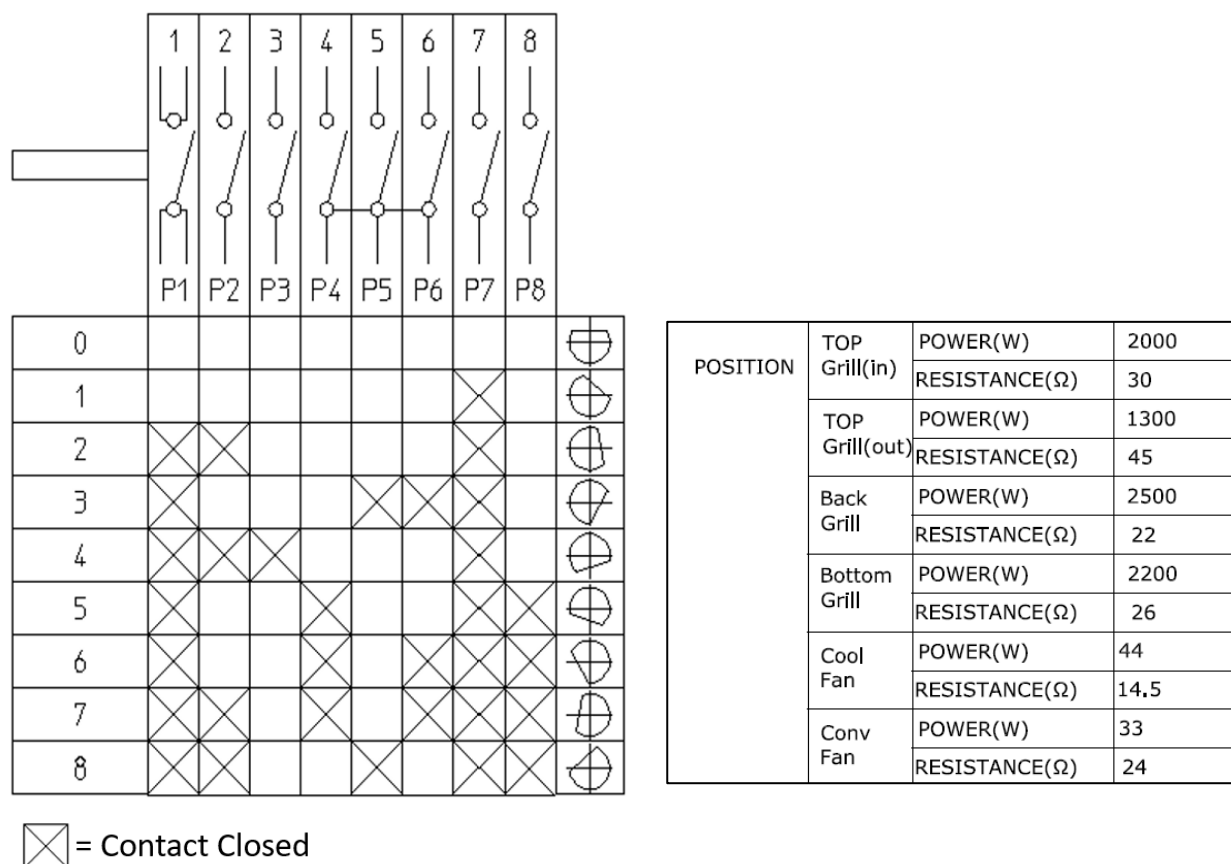 1 2 3 4 5 6 7 8
P1 P2 P3 P4 P5 P6 P7 P8
0
1
2
3
4
5
6
7
8
= Contact Closed
POSITION
TOP
Grill(in)
POWER(W) 2000
RESISTANCE(Ω) 30
TOP
Grill(out)
POWER(W) 1300
RESISTANCE(Ω) 45
Back
Grill
POWER(W) 2500
RESISTANCE(Ω) 22
Bottom
Grill
POWER(W) 2200
RESISTANCE(Ω) 26
Cool
Fan
POWER(W) 44
RESISTANCE(Ω) 14.5
Conv
Fan
POWER(W) 33
RESISTANCE(Ω) 24